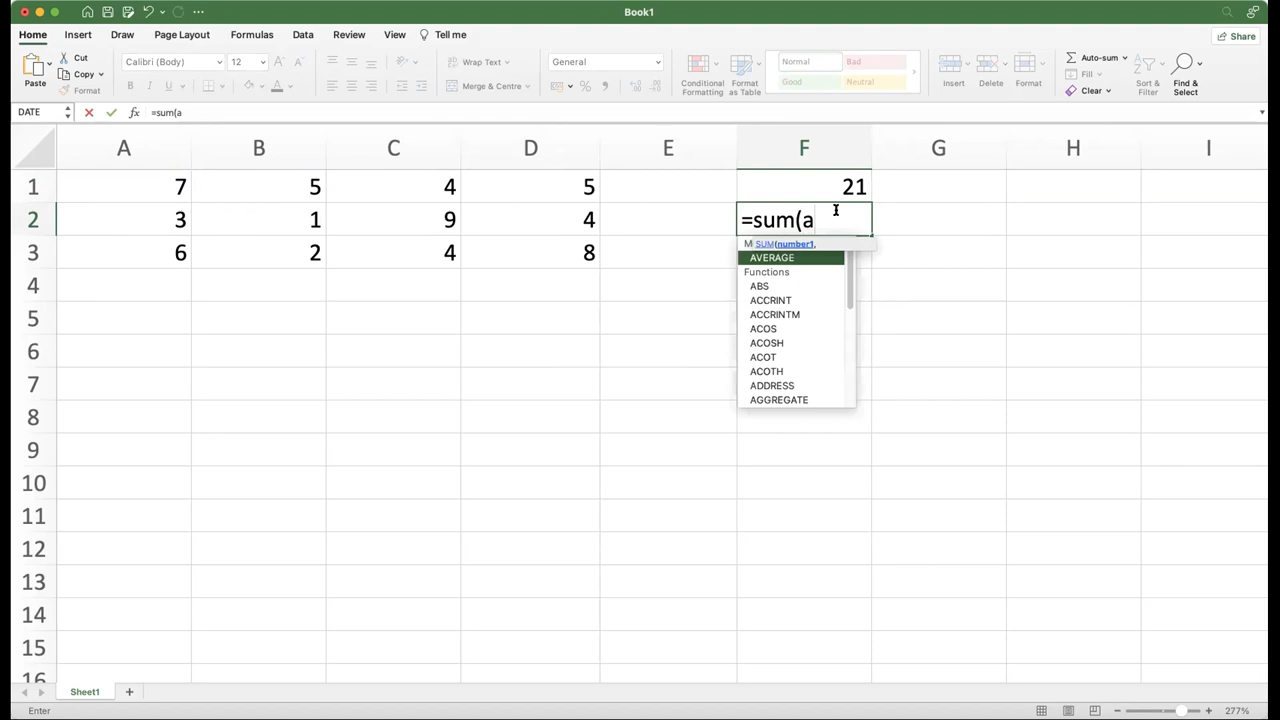 Book1
Home Insert Draw Page Layout Formulas Data Review View Tell me Share
Paste
Cut
Copy
Format
Calibri (Body) 12
B I U
Wrap Text
Merge & Centre
General
Conditional Formatting
Format as Table
Normal Bad
Good Neutral
Insert Delete Format
Auto-sum
Fill
Clear
Sort & Filter
Find & Select
DATE fx =sum(a
A B C D E F G H I
1 7 5 4 5 21
2 3 1 9 4 =sum(a
3 6 2 4 8
M SUM(number1,
AVERAGE
Functions
ABS
ACCRINT
ACCRINTM
ACOS
ACOSH
ACOT
ACOTH
ADDRESS
AGGREGATE
4
5
6
7
8
9
10
11
12
13
14
15
16
Sheet1 +
Enter 277%